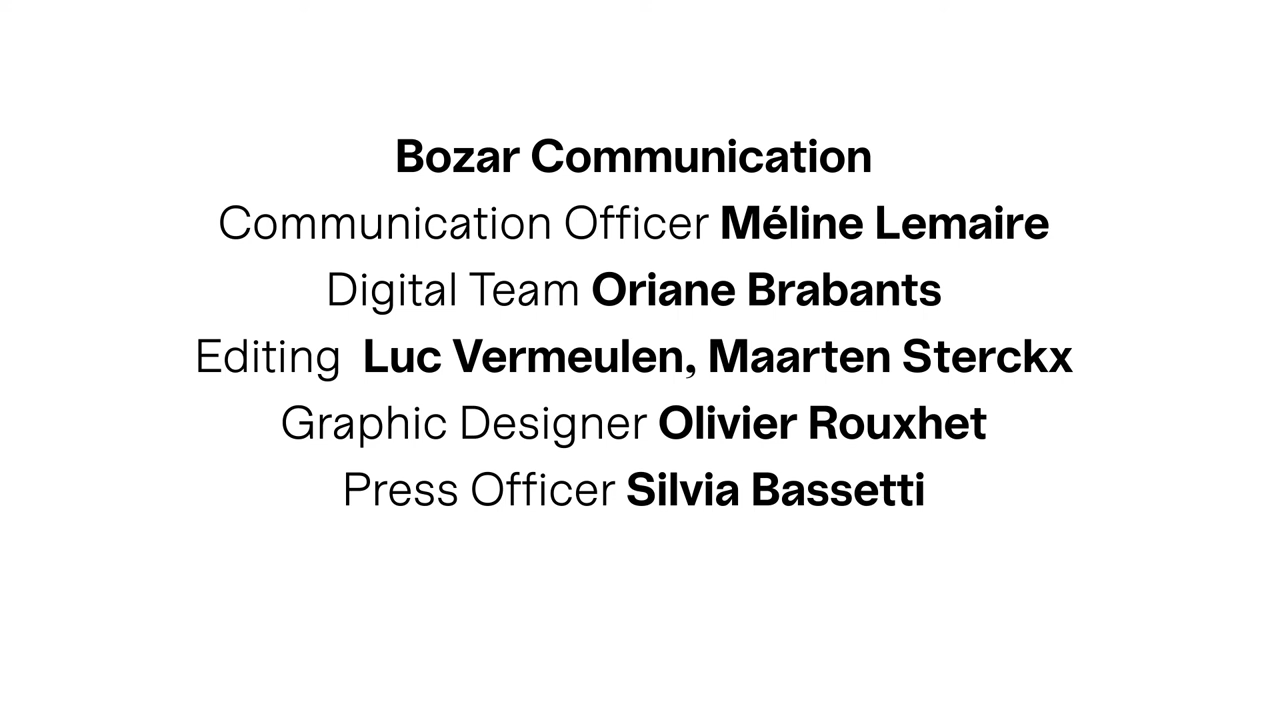 Bozar Communication
Communication Officer Méline Lemaire
Digital Team Oriane Brabants
Editing  Luc Vermeulen, Maarten Sterckx
Graphic Designer Olivier Rouxhet
Press Officer Silvia Bassetti